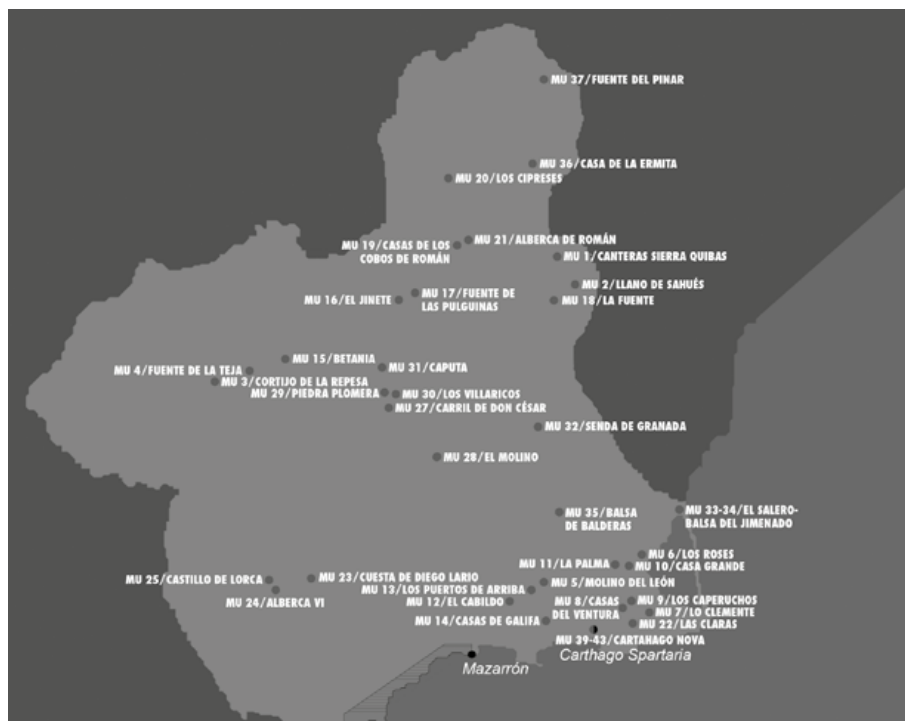 MU 37/FUENTE DEL PINAR
MU 36/CASA DE LA ERMITA
MU 20/LOS CIPRESES
MU 21/ALBERCA DE ROMÁN
MU 19/CASAS DE LOS
COBOS DE ROMÁN
MU 1/CANTERAS SIERRA QUIBAS
MU 2/LLANO DE SAHUÉS
MU 17/FUENTE DE
LAS PULGUINAS
MU 16/EL JINETE
MU 18/LA FUENTE
MU 15/BETANIA
MU 31/CAPUTA
MU 4/FUENTE DE LA TEJA
MU 3/CORTIJO DE LA REPESA
MU 29/PIEDRA PLOMERA
MU 30/LOS VILLARICOS
MU 27/CARRIL DE DON CÉSAR
MU 32/SENDA DE GRANADA
MU 28/EL MOLINO
MU 35/BALSA
DE BALDERAS
MU 33-34/EL SALERO-
BALSA DEL JIMENADO
MU 6/LOS ROSES
MU 11/LA PALMA
MU 10/CASA GRANDE
MU 25/CASTILLO DE LORCA
MU 23/CUESTA DE DIEGO LARIO
MU 5/MOLINO DEL LEÓN
MU 13/LOS PUERTOS DE ARRIBA
MU 24/ALBERCA VI
MU 12/EL CABILDO
MU 8/CASAS
DEL VENTURA
MU 9/LOS CAPERUCHOS
MU 7/LO CLEMENTE
MU 14/CASAS DE GALIFA
MU 22/LAS CLARAS
MU 39-43/CARTAHAGO NOVA
Carthago Spartaria
Mazarrón